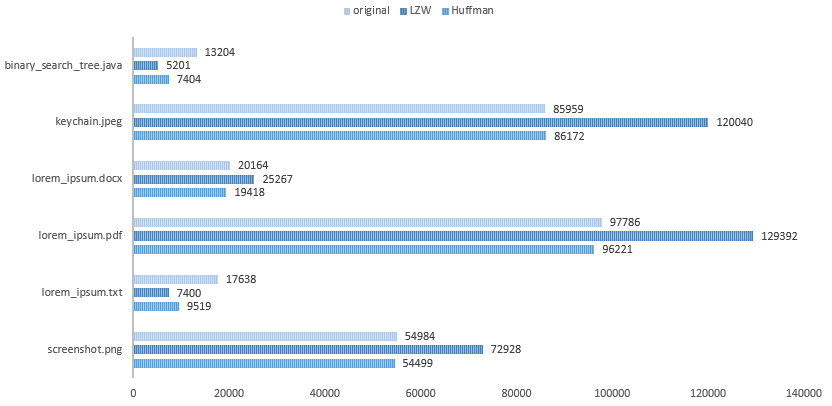 original LZW Huffman
binary_search_tree.java
13204
5201
7404
keychain.jpeg
85959
120040
86172
lorem_ipsum.docx
20164
25267
19418
lorem_ipsum.pdf
97786
129392
96221
lorem_ipsum.txt
17638
7400
9519
screenshot.png
54984
72928
54499
0 20000 40000 60000 80000 100000 120000 140000